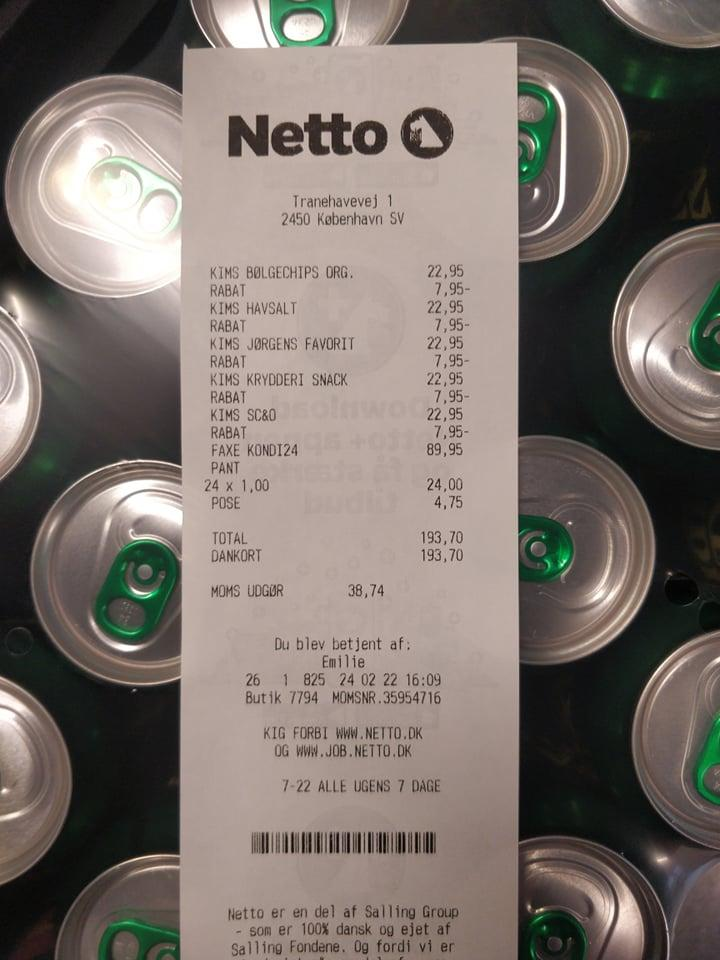 Netto
Tranehavevej 1
2450 København SV
KIMS BØLGECHIPS ORG. 22,95
RABAT 7,95-
KIMS HAVSALT 22,95
RABAT 7,95-
KIMS JØRGENS FAVORIT 22,95
RABAT 7,95-
KIMS KRYDDERI SNACK 22,95
RABAT 7,95-
KIMS SC&O 22,95
RABAT 7,95-
FAXE KONDI24 89,95
PANT
24 x 1,00 24,00
POSE 4,75
TOTAL 193,70
DANKORT 193,70
MOMS UDGØR 38,74
Du blev betjent af:
Emilie
26 1 825 24 02 22 16:09
Butik 7794 MOMSNR.35954716
KIG FORBI WWW.NETTO.DK
OG WWW.JOB.NETTO.DK
7-22 ALLE UGENS 7 DAGE
Netto er en del af Salling Group
- som er 100% dansk og ejet af
Salling Fondene. Og fordi vi er